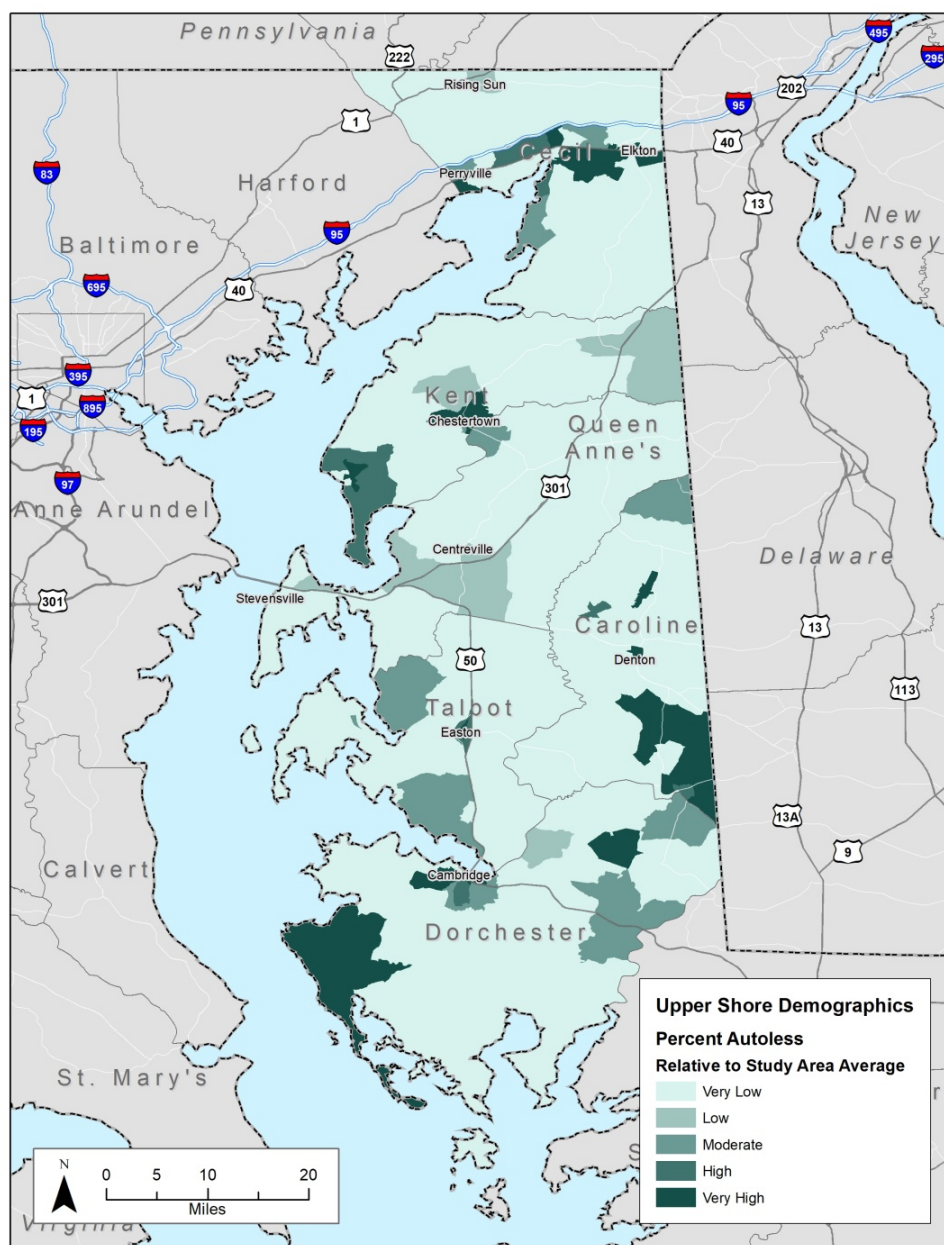 Pennsylvania
222
495
295
202
Rising Sun
95
1
40
Cecil
Elkton
83
Harford
Perryville
13
New
Jersey
95
Baltimore
40
695
395
1
895
195
Kent
Chestertown
Queen
Anne's
97
301
Anne Arundel
Centreville
Delaware
301
Stevensville
Caroline
13
50
Denton
113
Talbot
Easton
13A
9
Calvert
Cambridge
Dorchester
St. Mary's
Upper Shore Demographics
Percent Autoless
Relative to Study Area Average
Very Low
Low
Moderate
High
Very High
N
0 5 10 20
Miles
Virginia